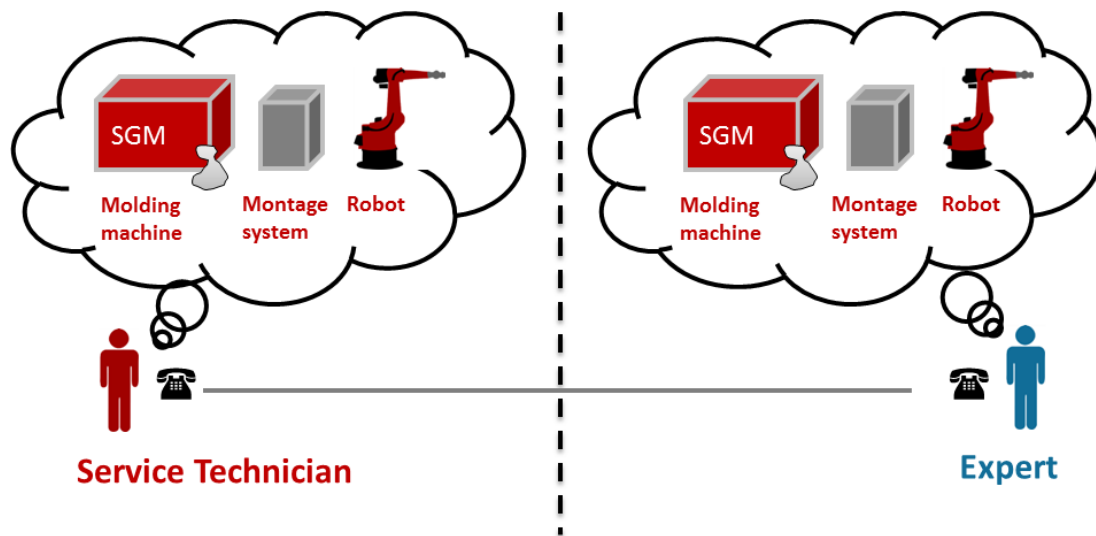 SGM
Molding
machine
Montage
system
Robot
SGM
Molding
machine
Montage
system
Robot
Service Technician
Expert